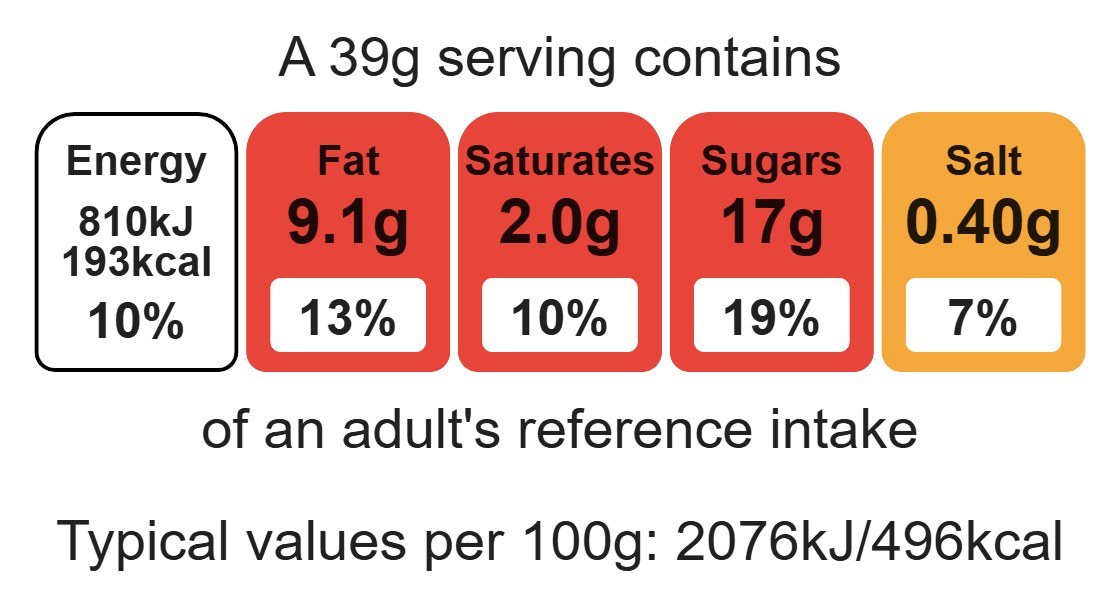 A 39g serving contains
Energy Fat Saturates Sugars Salt
810kJ
193kcal
9.1g 2.0g 17g 0.40g
10% 13% 10% 19% 7%
of an adult's reference intake
Typical values per 100g: 2076kJ/496kcal